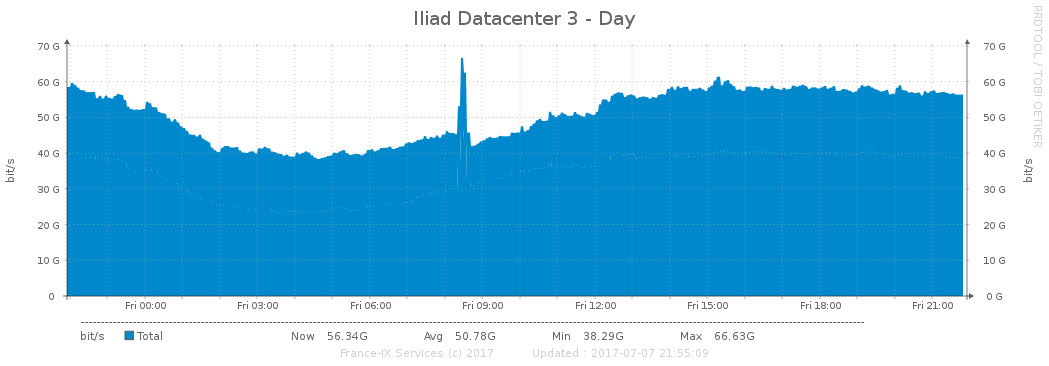 Iliad Datacenter 3 - Day
RRDTOOL / TOBI OETIKER
bit/s
70 G
60 G
50 G
40 G
30 G
20 G
10 G
0
70 G
60 G
50 G
40 G
30 G
20 G
10 G
0 G
bit/s
Fri 00:00 Fri 03:00 Fri 06:00 Fri 09:00 Fri 12:00 Fri 15:00 Fri 18:00 Fri 21:00
bit/s Total Now 56.34G Avg 50.78G Min 38.29G Max 66.63G
France-IX Services (c) 2017 Updated : 2017-07-07 21:55:09